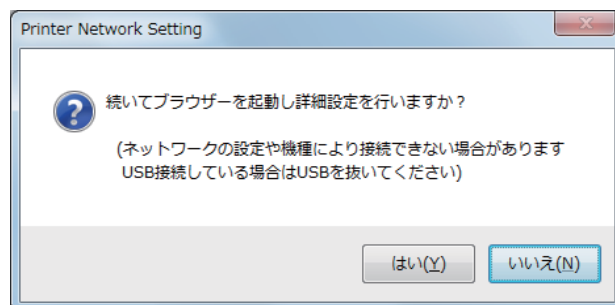 Printer Network Setting
続いてブラウザーを起動し詳細設定を行いますか？
(ネットワークの設定や機種により接続できない場合があります
USB接続している場合はUSBを抜いてください)
はい(Y)
いいえ(N)